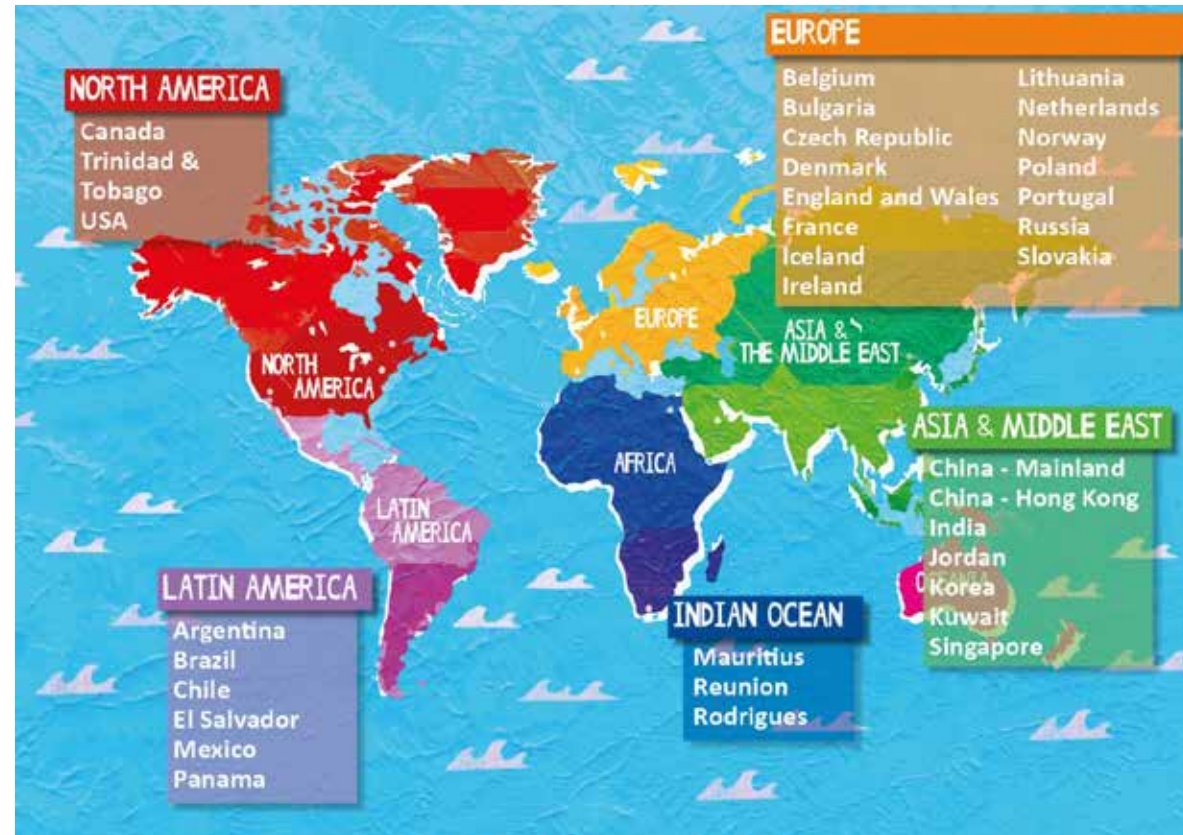 NORTH AMERICA
Canada
Trinidad &
Tobago
USA
EUROPE
Belgium
Bulgaria
Czech Republic
Denmark
England and Wales
France
Iceland
Ireland
Lithuania
Netherlands
Norway
Poland
Portugal
Russia
Slovakia
NORTH
AMERICA
EUROPE
ASIA &
THE MIDDLE EAST
AFRICA
LATIN
AMERICA
ASIA & MIDDLE EAST
China - Mainland
China - Hong Kong
India
Jordan
Korea
Kuwait
Singapore
OCEANIA
LATIN AMERICA
Argentina
Brazil
Chile
El Salvador
Mexico
Panama
INDIAN OCEAN
Mauritius
Reunion
Rodrigues